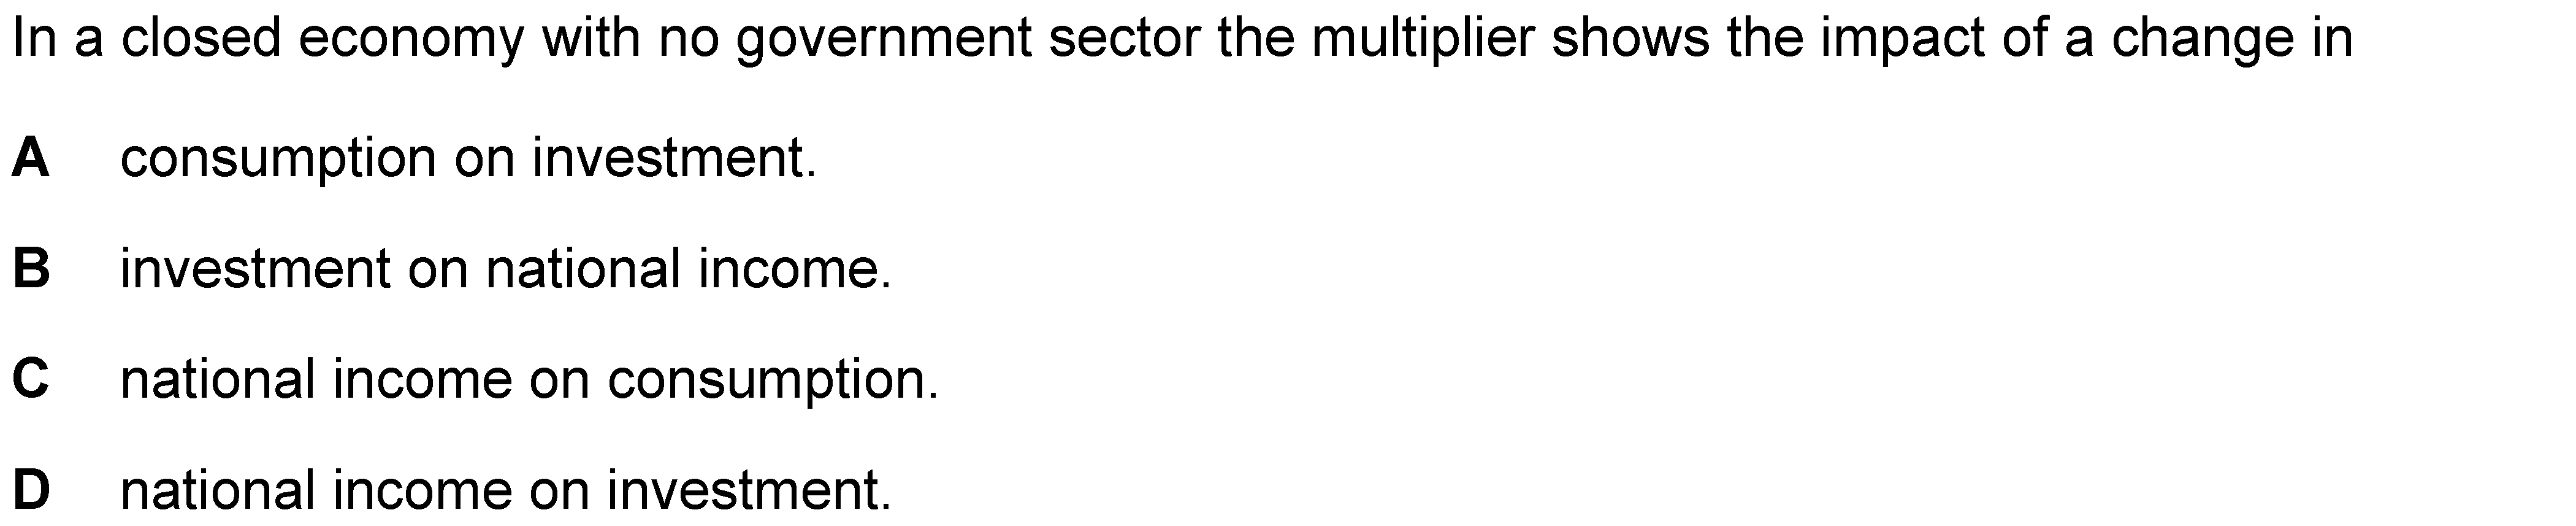 In a closed economy with no government sector the multiplier shows the impact of a change in
A consumption on investment.
B investment on national income.
C national income on consumption.
D national income on investment.